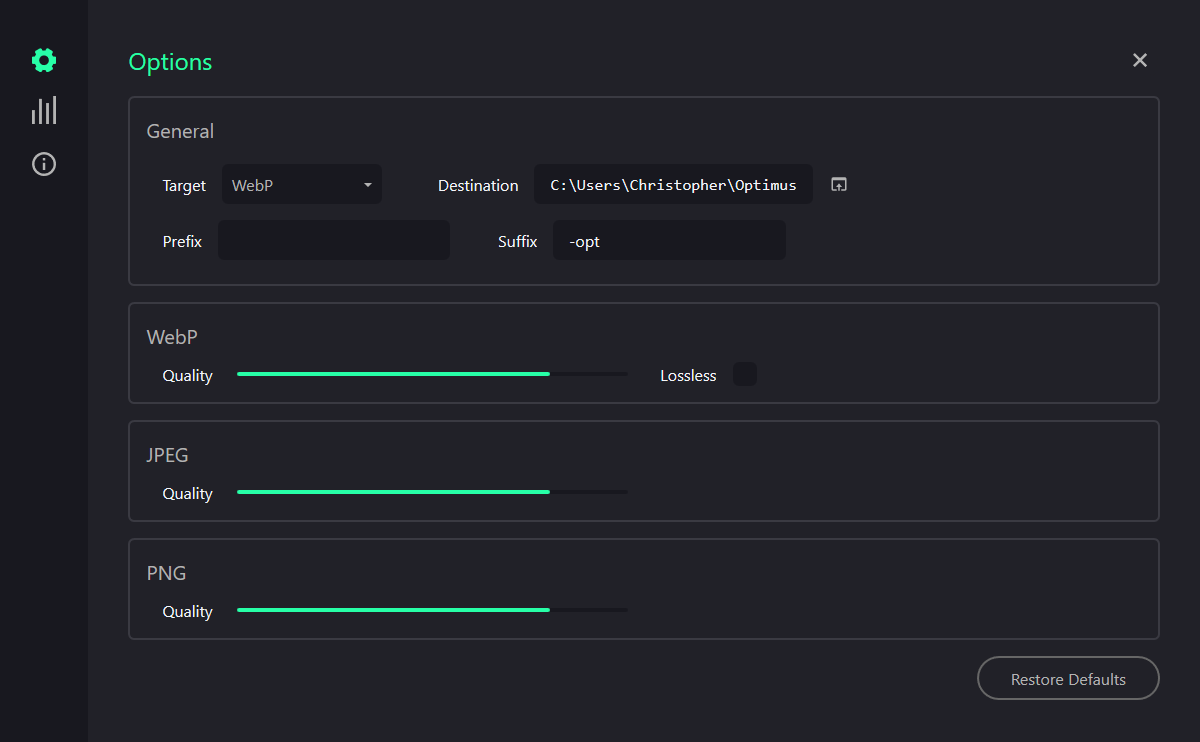 Options
General
Target WebP Destination C:\Users\Christopher\Optimus
Prefix Suffix -opt
WebP
Quality Lossless
JPEG
Quality
PNG
Quality
Restore Defaults